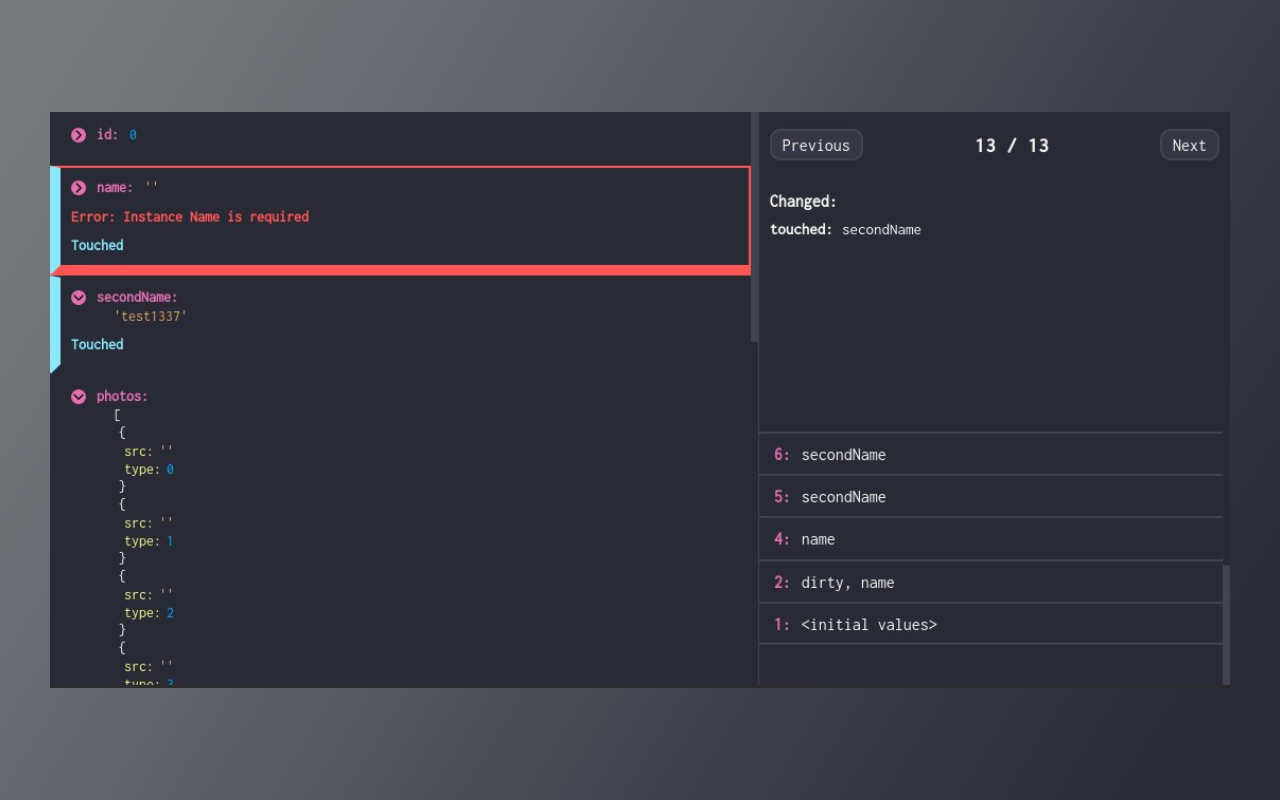 id: 0
name: ''
Error: Instance Name is required
Touched
secondName:
'test1337'
Touched
photos:
[
{
src: ''
type: 0
}
{
src: ''
type: 1
}
{
src: ''
type: 2
}
{
src: ''
type: 3
Previous
13 / 13
Next
Changed:
touched: secondName
6: secondName
5: secondName
4: name
2: dirty, name
1: <initial values>